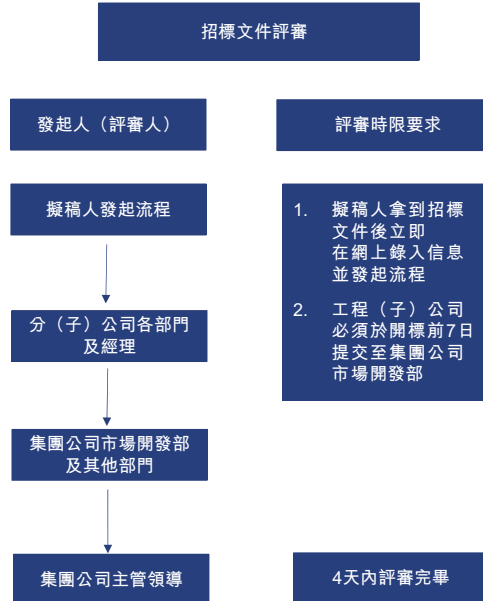 招標文件評審
發起人（評審人）
評審時限要求
擬稿人發起流程
1. 擬稿人拿到招標
文件後立即
在網上錄入信息
並發起流程
2. 工程（子）公司
必須於開標前7日
提交至集團公司
市場開發部
分（子）公司各部門
及經理
集團公司市場開發部
及其他部門
集團公司主管領導
4天內評審完畢